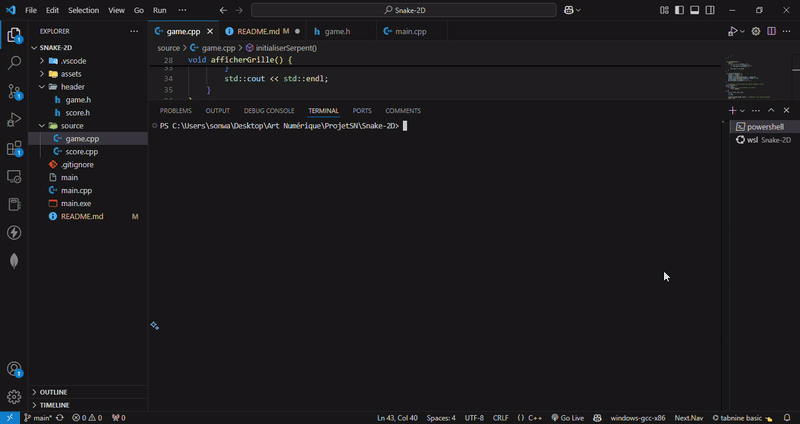 File Edit Selection View Go Run ··· Snake-2D
EXPLORER ···
game.cpp README.md M game.h main.cpp
SNAKE-2D
source > game.cpp > initialiserSerpent()
.vscode
28 void afficherGrille() {
assets
33 }
header
34 std::cout << std::endl;
game.h
35 }
score.h
source
PROBLEMS OUTPUT DEBUG CONSOLE TERMINAL PORTS COMMENTS
PS C:\Users\sonwa\Desktop\Art Numérique\ProjetSN\Snake-2D>
powershell
game.cpp
wsl Snake-2D
score.cpp
.gitignore
main
main.cpp
main.exe
README.md M
OUTLINE
TIMELINE
main* 0 0 0 Ln 43, Col 40 Spaces: 4 UTF-8 CRLF {} C++ Go Live windows-gcc-x86 Next.Nav tabnine basic